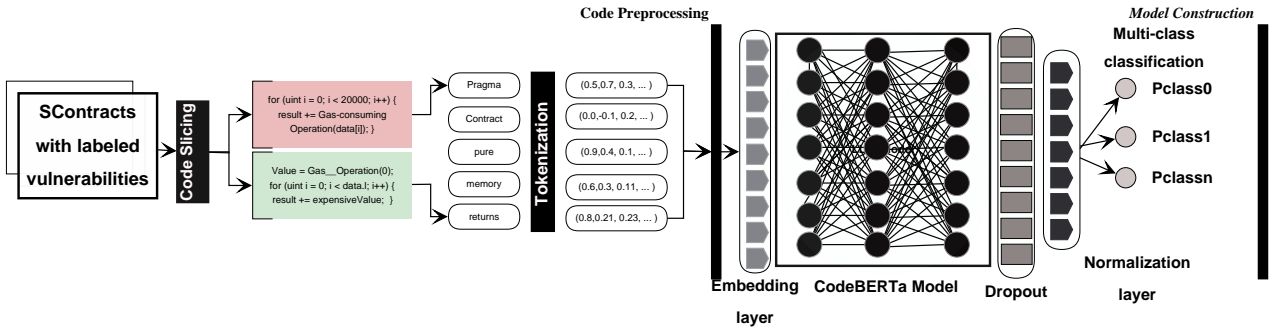 Code Preprocessing
Model Construction
SContracts
with labeled
vulnerabilities
Code Slicing
for (uint i = 0; i < 20000; i++) {
result += Gas-consuming
Operation(data[i]); }
Value = Gas__Operation(0);
for (uint i = 0; i < data.l; i++) {
result += expensiveValue; }
Pragma
Contract
pure
memory
returns
Tokenization
(0.5,0.7, 0.3, ... )
(0.0,-0.1, 0.2, ... )
(0.9,0.4, 0.1, ... )
(0.6,0.3, 0.11, ... )
(0.8,0.21, 0.23, ... )
Embedding
layer
CodeBERTa Model
Dropout
Normalization
layer
Multi-class
classification
Pclass0
Pclass1
Pclassn